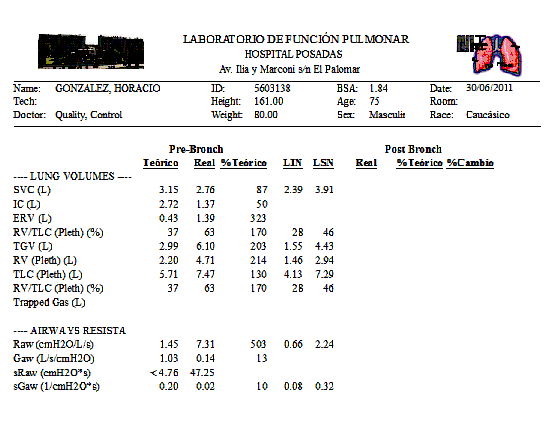 LABORATORIO DE FUNCIÓN PULMONAR
HOSPITAL POSADAS
Av. Ilia y Marconi s/n El Palomar
Name: GONZALEZ, HORACIO ID: 5603138 BSA: 1.84 Date: 30/06/2011
Tech: Height: 161.00 Age: 75 Room:
Doctor: Quality, Control Weight: 80.00 Sex: Masculit Race: Caucásico
Pre-Bronch Post Bronch
Teórico Real %Teórico LIN LSN Real %Teórico %Cambio
---- LUNG VOLUMES ----
SVC (L) 3.15 2.76 87 2.39 3.91
IC (L) 2.72 1.37 50
ERV (L) 0.43 1.39 323
RV/TLC (Pleth) (%) 37 63 170 28 46
TGV (L) 2.99 6.10 203 1.55 4.43
RV (Pleth) (L) 2.20 4.71 214 1.46 2.94
TLC (Pleth) (L) 5.71 7.47 130 4.13 7.29
RV/TLC (Pleth) (%) 37 63 170 28 46
Trapped Gas (L)
---- AIRWAYS RESISTA
Raw (cmH2O/L/s) 1.45 7.31 503 0.66 2.24
Gaw (L/s/cmH2O) 1.03 0.14 13
sRaw (cmH2O*s) <4.76 47.25
sGaw (1/cmH2O*s) 0.20 0.02 10 0.08 0.32